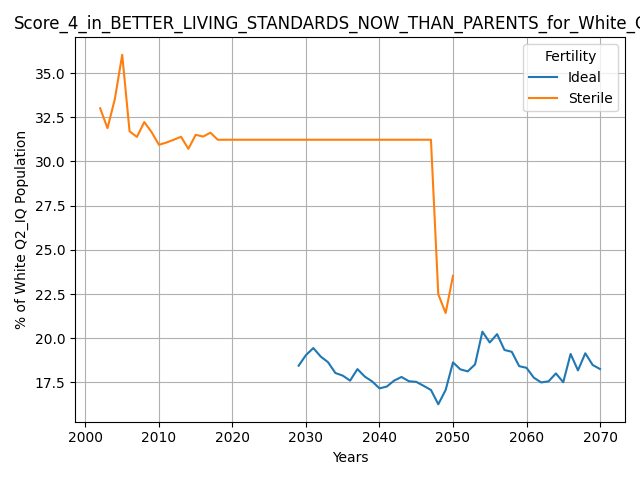 Score_4_in_BETTER_LIVING_STANDARDS_NOW_THAN_PARENTS_for_White_
Fertility
Ideal
Sterile
35.0
32.5
30.0
27.5
25.0
22.5
20.0
17.5
% of White Q2_IQ Population
2000 2010 2020 2030 2040 2050 2060 2070
Years